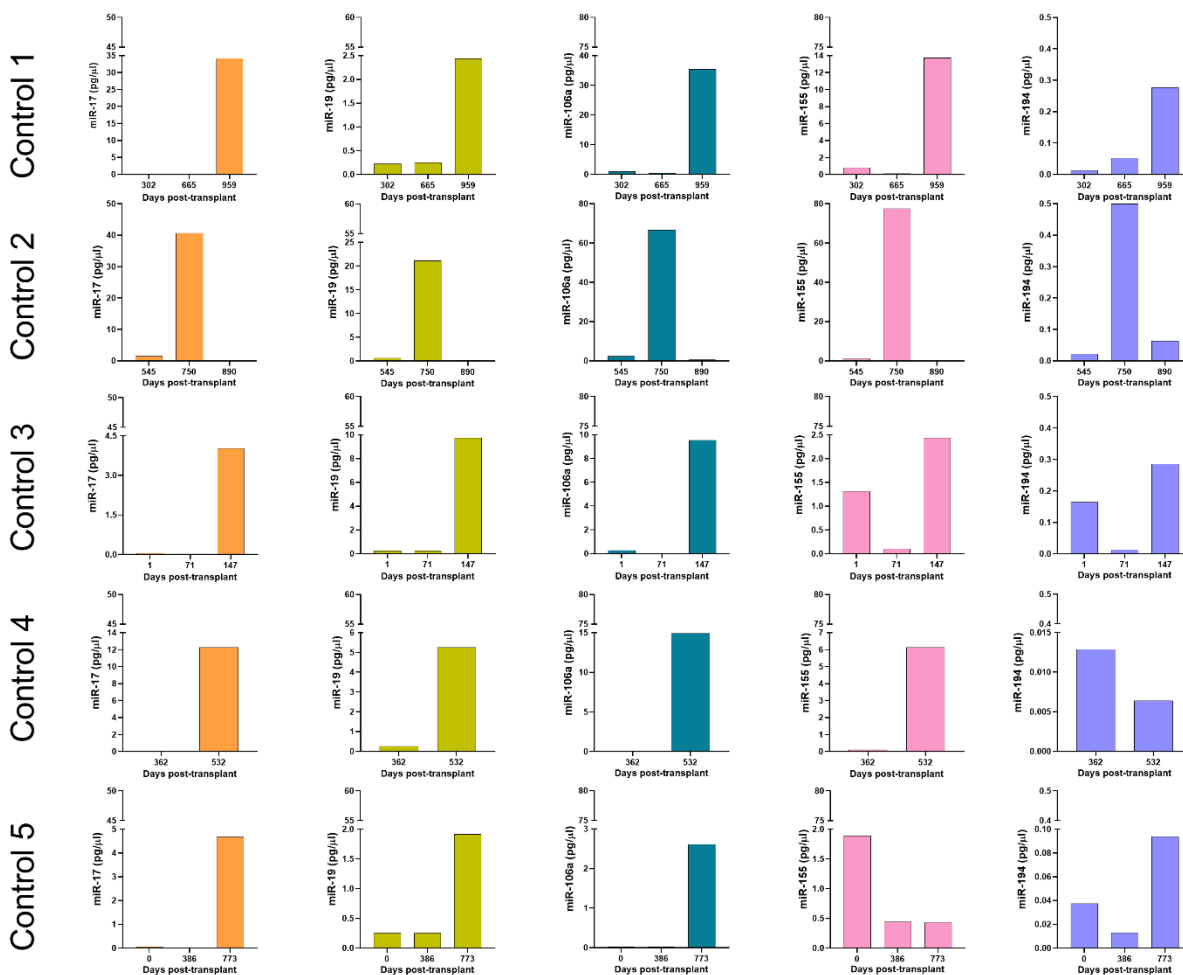 Control 1
miR-17 (pg/µl)
50
45
35
30
25
20
15
10
5
0
302 665 959
Days post-transplant
miR-19 (pg/µl)
60
55
2.5
2.0
1.5
1.0
0.5
0.0
302 665 959
Days post-transplant
miR-106a (pg/µl)
80
75
40
30
20
10
0
302 665 959
Days post-transplant
miR-155 (pg/µl)
80
75
14
12
10
8
6
4
2
0
302 665 959
Days post-transplant
miR-194 (pg/µl)
0.5
0.4
0.3
0.2
0.1
0.0
302 665 959
Days post-transplant
Control 2
miR-17 (pg/µl)
50
40
30
20
10
0
545 750 890
Days post-transplant
miR-19 (pg/µl)
60
55
25
20
15
10
5
0
545 750 890
Days post-transplant
miR-106a (pg/µl)
80
60
40
20
0
545 750 890
Days post-transplant
miR-155 (pg/µl)
80
60
40
20
0
545 750 890
Days post-transplant
miR-194 (pg/µl)
0.5
0.4
0.3
0.2
0.1
0.0
545 750 890
Days post-transplant
Control 3
miR-17 (pg/µl)
50
45
4.5
3.0
1.5
0.0
1 71 147
Days post-transplant
miR-19 (pg/µl)
60
55
10
8
6
4
2
0
1 71 147
Days post-transplant
miR-106a (pg/µl)
80
75
10
8
6
4
2
0
1 71 147
Days post-transplant
miR-155 (pg/µl)
80
75
2.5
2.0
1.5
1.0
0.5
0.0
1 71 147
Days post-transplant
miR-194 (pg/µl)
0.5
0.4
0.3
0.2
0.1
0.0
1 71 147
Days post-transplant
Control 4
miR-17 (pg/µl)
50
45
14
12
10
8
6
4
2
0
362 532
Days post-transplant
miR-19 (pg/µl)
60
55
6
5
4
3
2
1
0
362 532
Days post-transplant
miR-106a (pg/µl)
80
75
15
10
5
0
362 532
Days post-transplant
miR-155 (pg/µl)
80
75
7
6
5
4
3
2
1
0
362 532
Days post-transplant
miR-194 (pg/µl)
0.5
0.4
0.015
0.010
0.005
0.000
362 532
Days post-transplant
Control 5
miR-17 (pg/µl)
50
45
5
4
3
2
1
0
0 386 773
Days post-transplant
miR-19 (pg/µl)
60
55
2.0
1.5
1.0
0.5
0.0
0 386 773
Days post-transplant
miR-106a (pg/µl)
80
75
3
2
1
0
0 386 773
Days post-transplant
miR-155 (pg/µl)
80
75
2.0
1.5
1.0
0.5
0.0
0 386 773
Days post-transplant
miR-194 (pg/µl)
0.5
0.4
0.10
0.08
0.06
0.04
0.02
0.00
0 386 773
Days post-transplant